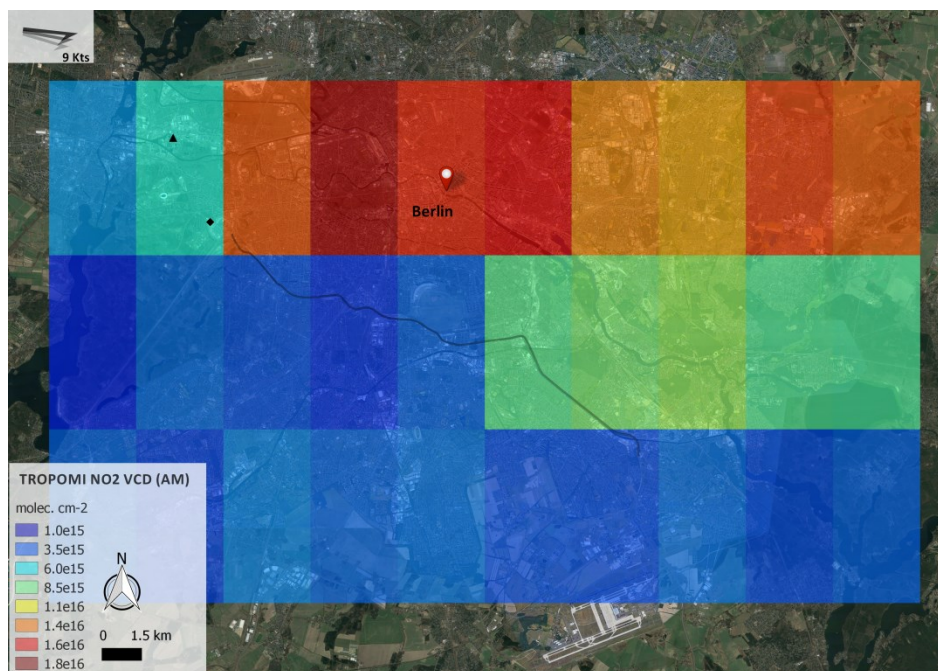 9 Kts
Berlin
TROPOMI NO2 VCD (AM)
molec. cm-2
1.0e15
3.5e15
6.0e15
8.5e15
1.1e16
1.4e16
1.6e16
1.8e16
N
0 1.5 km